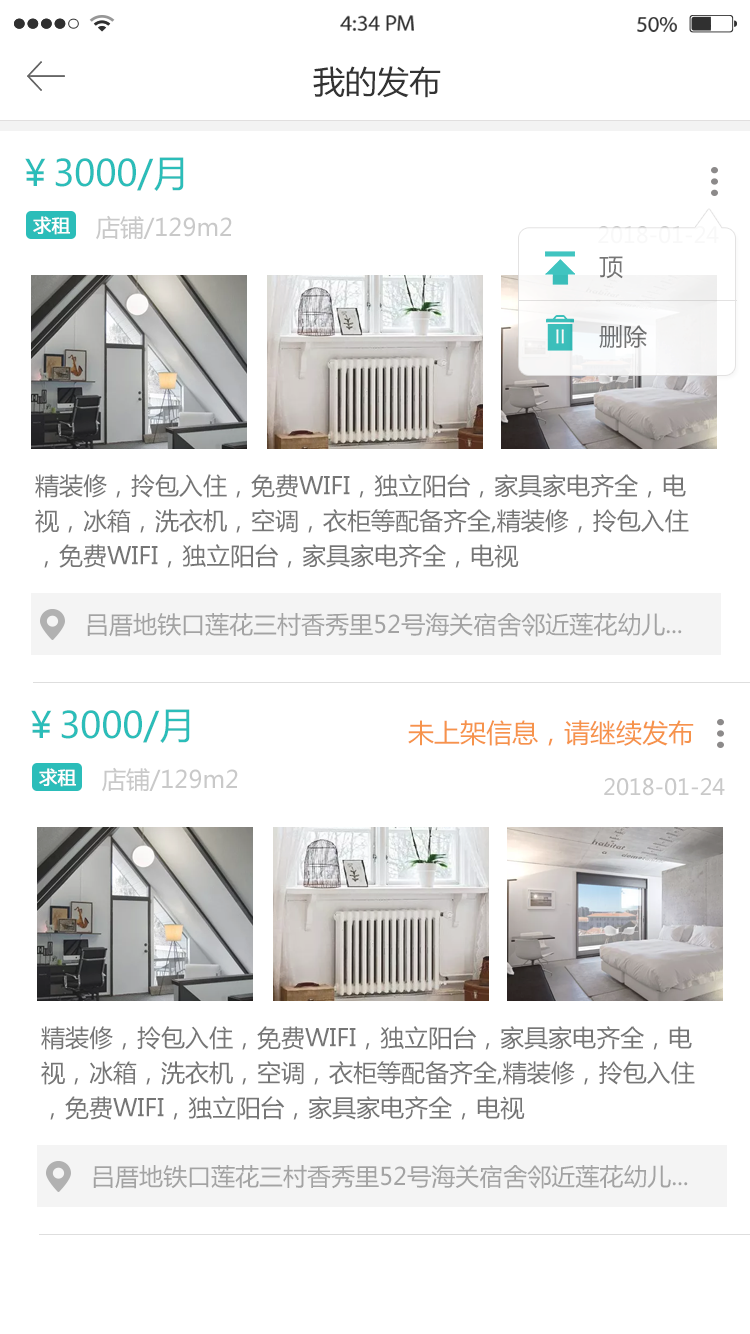 4:34 PM
50%
我的发布
¥ 3000/月
求租 店铺/129m2
2018-01-24
顶
删除
精装修，拎包入住，免费WIFI，独立阳台，家具家电齐全，电
视，冰箱，洗衣机，空调，衣柜等配备齐全,精装修，拎包入住
，免费WIFI，独立阳台，家具家电齐全，电视
吕厝地铁口莲花三村香秀里52号海关宿舍邻近莲花幼儿...
¥ 3000/月
未上架信息，请继续发布
求租 店铺/129m2
2018-01-24
habitar
精装修，拎包入住，免费WIFI，独立阳台，家具家电齐全，电
视，冰箱，洗衣机，空调，衣柜等配备齐全,精装修，拎包入住
，免费WIFI，独立阳台，家具家电齐全，电视
吕厝地铁口莲花三村香秀里52号海关宿舍邻近莲花幼儿...